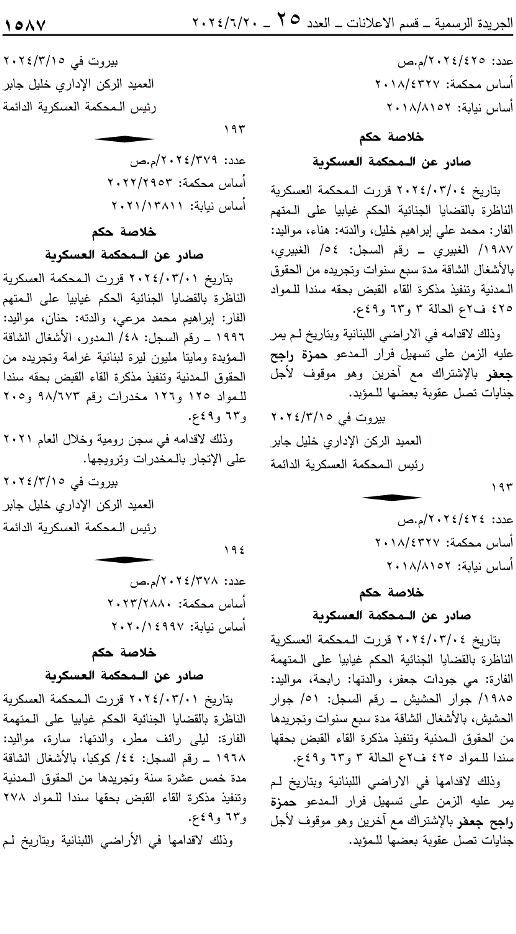 الجريدة الرسمية ــ قسم الاعلانات ــ العدد ٢٥ ــ ٢٠٢٤/٦/٢٠
١٥٨٧
عدد: ٢٠٢٤/٤٢٥/م.ص
أساس محكمة: ٢٠١٨/٤٣٢٧
أساس نيابة: ٢٠١٨/٨١٥٢
خلاصة حكم
صادر عن المحكمة العسكرية
بتاريخ ٢٠٢٤/٠٣/٠٤ قررت المحكمة العسكرية
الناظرة بالقضايا الجنائية الحكم غيابيا على المتهم
الفار: محمد علي إبراهيم خليل، والدته: هناء، مواليد:
١٩٨٧/ الغبيري ــ رقم السجل: ٥٤/ الغبيري،
بالأشغال الشاقة مدة سبع سنوات وتجريده من الحقوق
المدنية وتنفيذ مذكرة القاء القبض بحقه سندا للمواد
٤٢٥ ف٢ع الحالة ٣ و٦٣ و٤٩ع.
وذلك لاقدامه في الاراضي اللبنانية وبتاريخ لم يمر
عليه الزمن على تسهيل فرار المدعو حمزة راجح
جعفر بالإشتراك مع آخرين وهو موقوف لأجل
جنايات تصل عقوبة بعضها للمؤبد.
بيروت في ٢٠٢٤/٣/١٥
العميد الركن الإداري خليل جابر
رئيس المحكمة العسكرية الدائمة
١٩٣
عدد: ٢٠٢٤/٤٢٤/م.ص
أساس محكمة: ٢٠١٨/٤٣٢٧
أساس نيابة: ٢٠١٨/٨١٥٢
خلاصة حكم
صادر عن المحكمة العسكرية
بتاريخ ٢٠٢٤/٠٣/٠٤ قررت المحكمة العسكرية
الناظرة بالقضايا الجنائية الحكم غيابيا على المتهمة
الفارة: مي جودات جعفر، والدتها: رابحة، مواليد:
١٩٨٥/ جوار الحشيش ــ رقم السجل: ٥١/ جوار
الحشيش، بالأشغال الشاقة مدة سبع سنوات وتجريدها
من الحقوق المدنية وتنفيذ مذكرة القاء القبض بحقها
سندا للمواد ٤٢٥ ف٢ع الحالة ٣ و٦٣ و٤٩ع.
وذلك لاقدامها في الاراضي اللبنانية وبتاريخ لم
يمر عليه الزمن على تسهيل فرار المدعو حمزة
راجح جعفر بالإشتراك مع آخرين وهو موقوف لأجل
جنايات تصل عقوبة بعضها للمؤبد.
بيروت في ٢٠٢٤/٣/١٥
العميد الركن الإداري خليل جابر
رئيس المحكمة العسكرية الدائمة
١٩٣
عدد: ٢٠٢٤/٣٧٩/م.ص
أساس محكمة: ٢٠٢٢/٢٩٥٣
أساس نيابة: ٢٠٢١/١٣٨١١
خلاصة حكم
صادر عن المحكمة العسكرية
بتاريخ ٢٠٢٤/٠٣/٠١ قررت المحكمة العسكرية
الناظرة بالقضايا الجنائية الحكم غيابيا على المتهم
الفار: إبراهيم محمد مرعي، والدته: حنان، مواليد:
١٩٩٦ ــ رقم السجل: ٤٨/ المدور، الأشغال الشاقة
المؤبدة ومايتا مليون ليرة لبنانية غرامة وتجريده من
الحقوق المدنية وتنفيذ مذكرة القاء القبض بحقه سندا
للمواد ١٢٥ و١٢٦ مخدرات رقم ٩٨/٦٧٣ و٢٠٥
و٦٣ و٤٩ع.
وذلك لاقدامه في سجن رومية وخلال العام ٢٠٢١
على الإتجار بالمخدرات وترويجها.
بيروت في ٢٠٢٤/٣/١٥
العميد الركن الإداري خليل جابر
رئيس المحكمة العسكرية الدائمة
١٩٤
عدد: ٢٠٢٤/٣٧٨/م.ص
أساس محكمة: ٢٠٢٣/٢٨٨٠
أساس نيابة: ٢٠٢٠/١٤٩٩٧
خلاصة حكم
صادر عن المحكمة العسكرية
بتاريخ ٢٠٢٤/٠٣/٠١ قررت المحكمة العسكرية
الناظرة بالقضايا الجنائية الحكم غيابيا على المتهمة
الفارة: ليلى رائف مطر، والدتها: سارة، مواليد:
١٩٦٨ ــ رقم السجل: ٤٤/ كوكبا، بالأشغال الشاقة
مدة خمس عشرة سنة وتجريدها من الحقوق المدنية
وتنفيذ مذكرة القاء القبض بحقها سندا للمواد ٢٧٨
و٦٣ و٤٩ع.
وذلك لاقدامها في الأراضي اللبنانية وبتاريخ لم